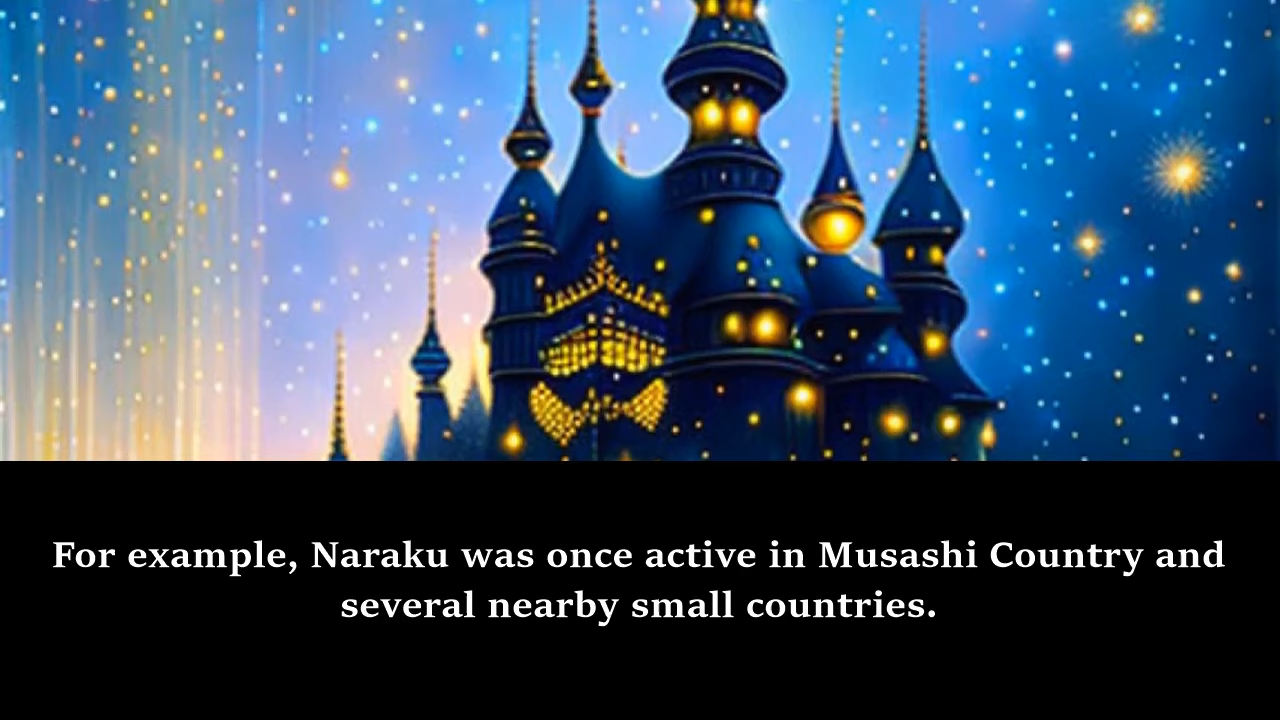 For example, Naraku was once active in Musashi Country and
several nearby small countries.